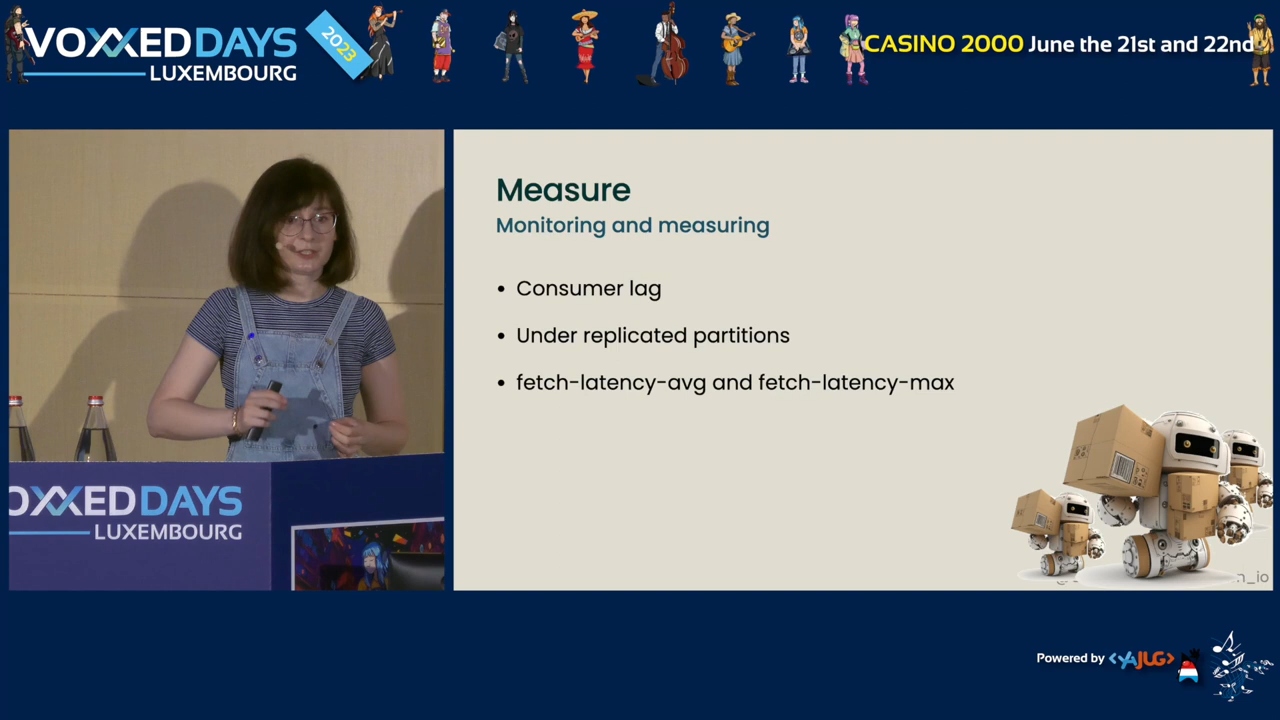 VOXXED DAYS
LUXEMBOURG
2023
CASINO 2000 June the 21st and 22nd
Measure
Monitoring and measuring
• Consumer lag
• Under replicated partitions
• fetch-latency-avg and fetch-latency-max
n_io
OXXED DAYS
LUXEMBOURG
Powered by <YAJUG>